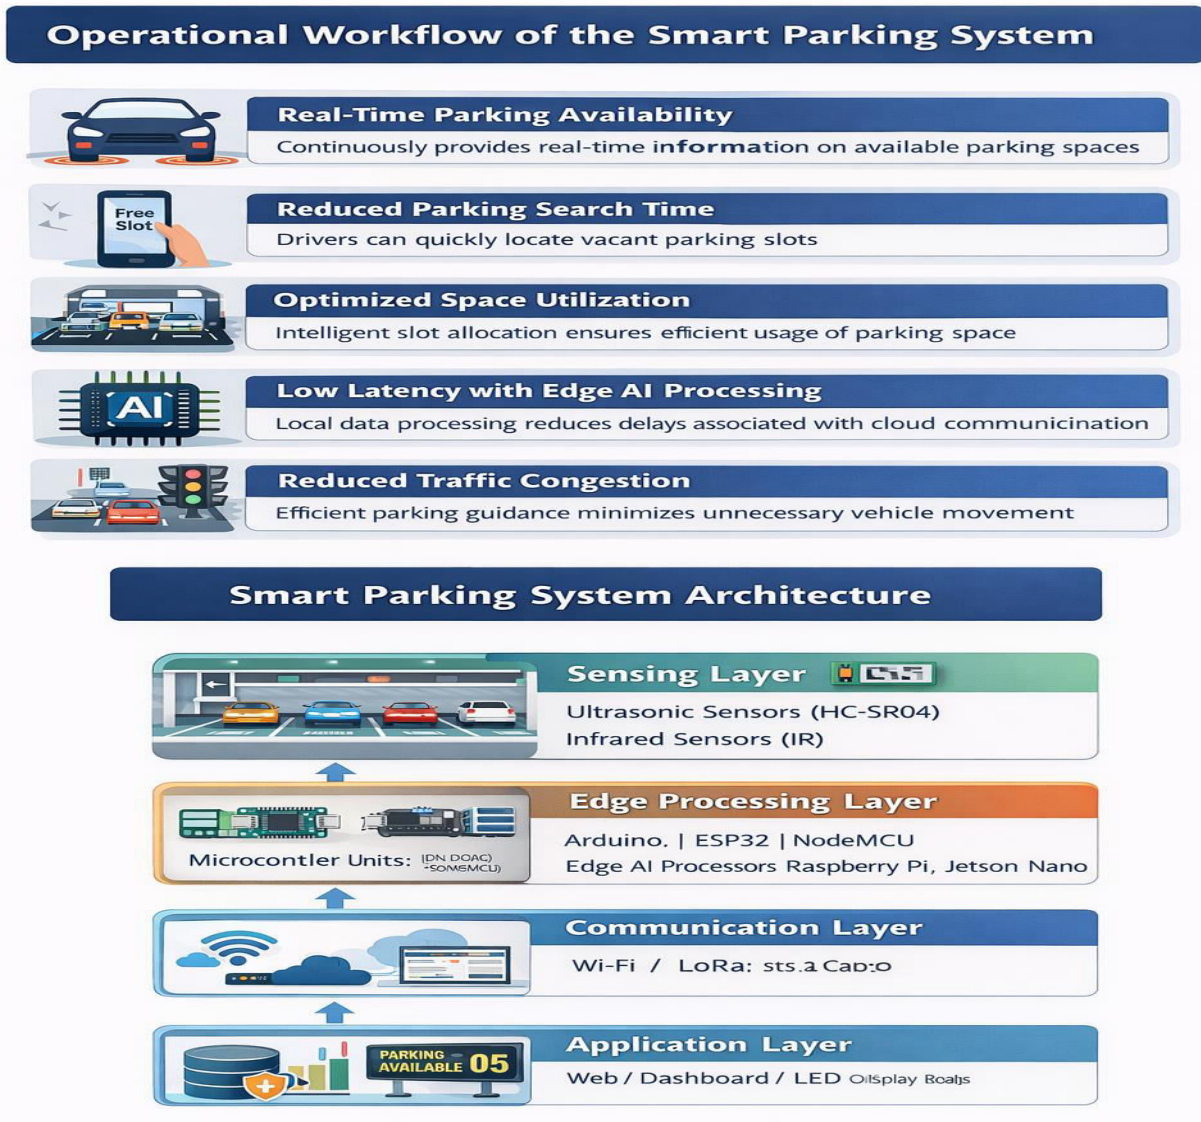 Operational Workflow of the Smart Parking System
Real-Time Parking Availability
Continuously provides real-time information on available parking spaces
Free
Slot
Reduced Parking Search Time
Drivers can quickly locate vacant parking slots
Optimized Space Utilization
Intelligent slot allocation ensures efficient usage of parking space
AI
Low Latency with Edge AI Processing
Local data processing reduces delays associated with cloud communicination
Reduced Traffic Congestion
Efficient parking guidance minimizes unnecessary vehicle movement
Smart Parking System Architecture
Sensing Layer
Ultrasonic Sensors (HC-SR04)
Infrared Sensors (IR)
Edge Processing Layer
Arduino. | ESP32 | NodeMCU
Edge AI Processors Raspberry Pi, Jetson Nano
Microcontler Units:
Communication Layer
Wi-Fi / LoRa:
Application Layer
Web / Dashboard / LED
PARKING
AVAILABLE 05